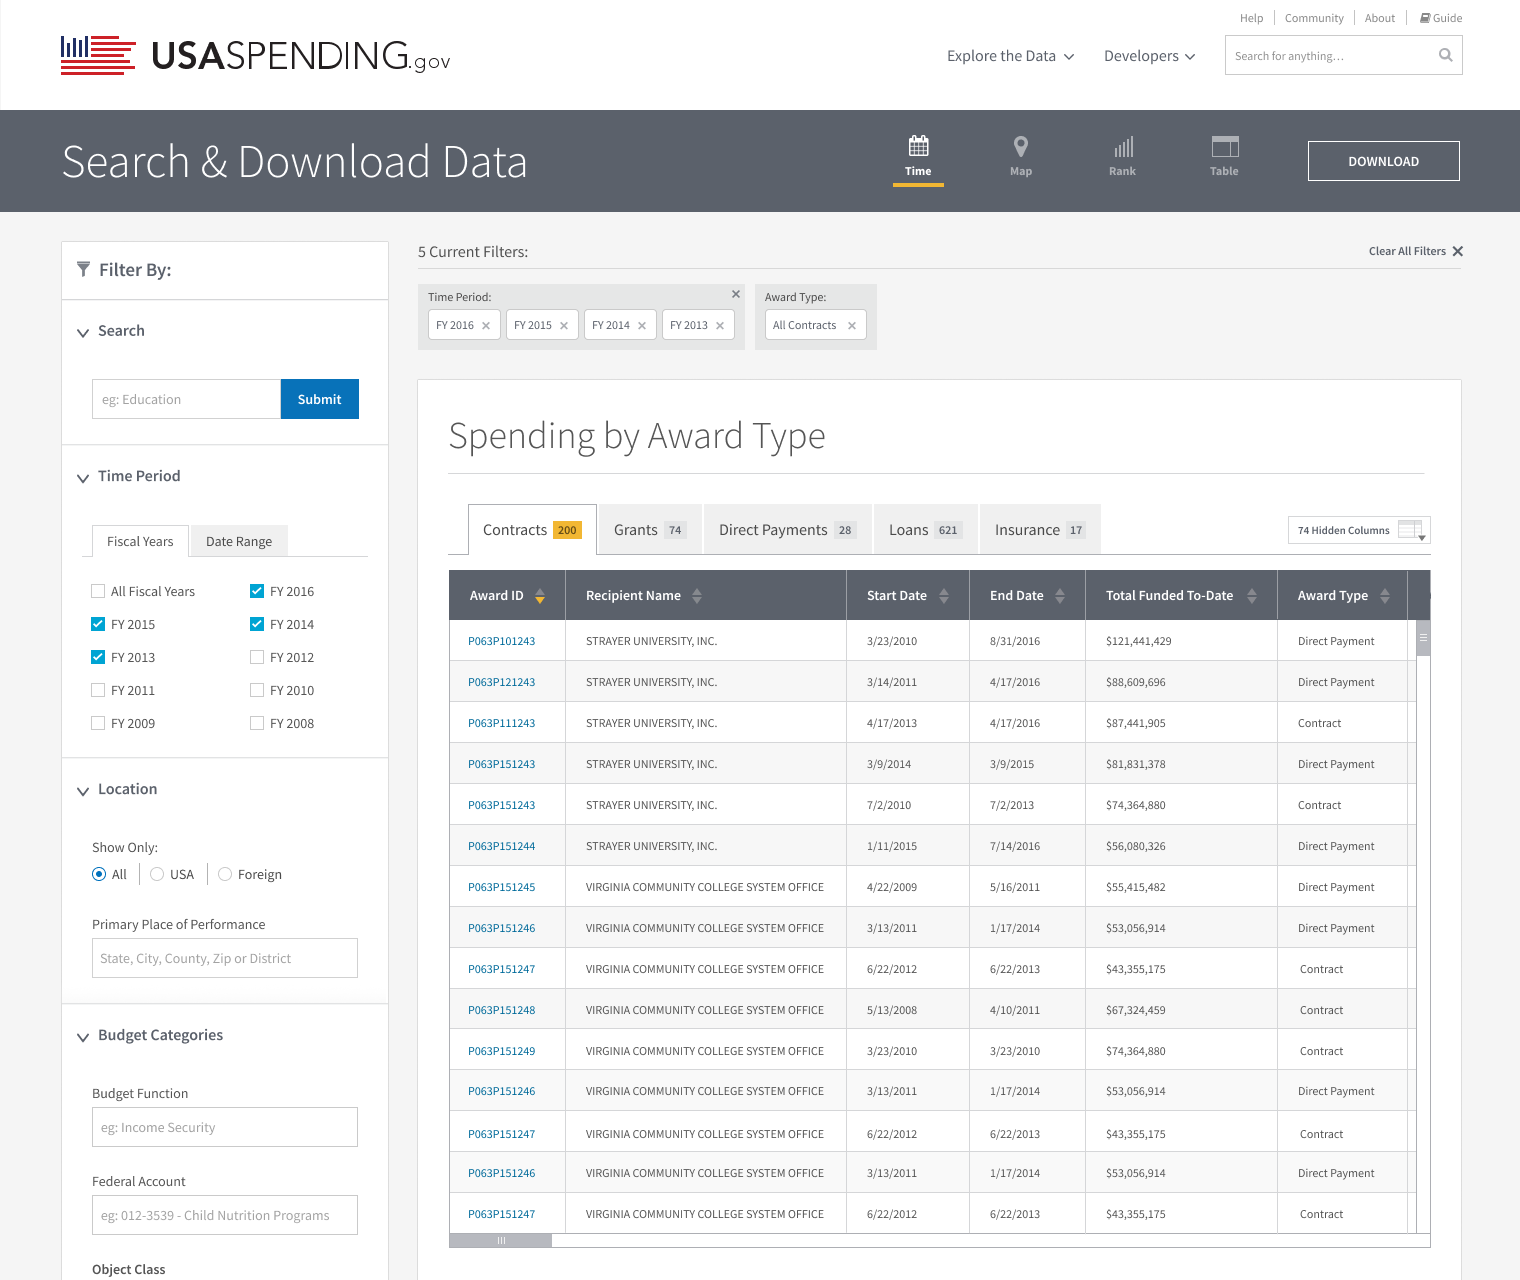 Help
Community
About
Guide
USASPENDING.gov
Explore the Data
Developers
Search for anything...
Search & Download Data
Time
Map
Rank
Table
DOWNLOAD
Filter By:
Search
eg: Education
Submit
Time Period
Fiscal Years
Date Range
All Fiscal Years
FY 2016
FY 2015
FY 2014
FY 2013
FY 2012
FY 2011
FY 2010
FY 2009
FY 2008
Location
Show Only:
All
USA
Foreign
Primary Place of Performance
State, City, County, Zip or District
Budget Categories
Budget Function
eg: Income Security
Federal Account
eg: 012-3539 - Child Nutrition Programs
Object Class
5 Current Filters:
Clear All Filters
Time Period:
FY 2016
FY 2015
FY 2014
FY 2013
Award Type:
All Contracts
Spending by Award Type
Contracts 200
Grants 74
Direct Payments 28
Loans 621
Insurance 17
74 Hidden Columns
Award ID Recipient Name Start Date End Date Total Funded To-Date Award Type
P063P101243 STRAYER UNIVERSITY, INC. 3/23/2010 8/31/2016 $121,441,429 Direct Payment
P063P121243 STRAYER UNIVERSITY, INC. 3/14/2011 4/17/2016 $88,609,696 Direct Payment
P063P111243 STRAYER UNIVERSITY, INC. 4/17/2013 4/17/2016 $87,441,905 Contract
P063P151243 STRAYER UNIVERSITY, INC. 3/9/2014 3/9/2015 $81,831,378 Direct Payment
P063P151243 STRAYER UNIVERSITY, INC. 7/2/2010 7/2/2013 $74,364,880 Contract
P063P151244 STRAYER UNIVERSITY, INC. 1/11/2015 7/14/2016 $56,080,326 Direct Payment
P063P151245 VIRGINIA COMMUNITY COLLEGE SYSTEM OFFICE 4/22/2009 5/16/2011 $55,415,482 Direct Payment
P063P151246 VIRGINIA COMMUNITY COLLEGE SYSTEM OFFICE 3/13/2011 1/17/2014 $53,056,914 Direct Payment
P063P151247 VIRGINIA COMMUNITY COLLEGE SYSTEM OFFICE 6/22/2012 6/22/2013 $43,355,175 Contract
P063P151248 VIRGINIA COMMUNITY COLLEGE SYSTEM OFFICE 5/13/2008 4/10/2011 $67,324,459 Contract
P063P151249 VIRGINIA COMMUNITY COLLEGE SYSTEM OFFICE 3/23/2010 3/23/2010 $74,364,880 Contract
P063P151246 VIRGINIA COMMUNITY COLLEGE SYSTEM OFFICE 3/13/2011 1/17/2014 $53,056,914 Direct Payment
P063P151247 VIRGINIA COMMUNITY COLLEGE SYSTEM OFFICE 6/22/2012 6/22/2013 $43,355,175 Contract
P063P151246 VIRGINIA COMMUNITY COLLEGE SYSTEM OFFICE 3/13/2011 1/17/2014 $53,056,914 Direct Payment
P063P151247 VIRGINIA COMMUNITY COLLEGE SYSTEM OFFICE 6/22/2012 6/22/2013 $43,355,175 Contract